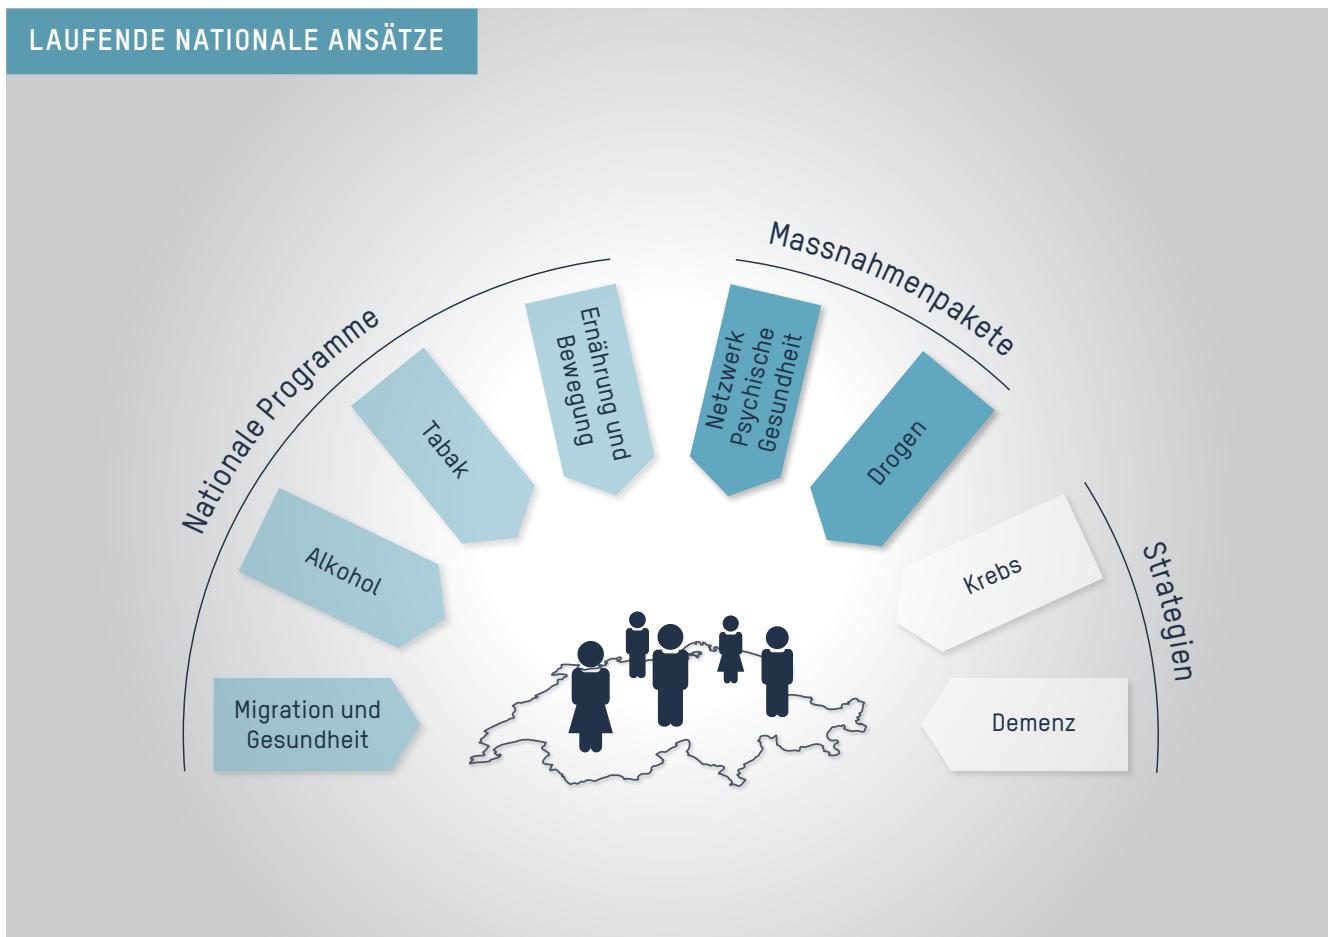 LAUFENDE NATIONALE ANSÄTZE
Nationale Programme
Migration und
Gesundheit
Alkohol
Tabak
Ernährung und
Bewegung
Massnahmenpakete
Netzwerk
Psychische
Gesundheit
Drogen
Strategien
Krebs
Demenz